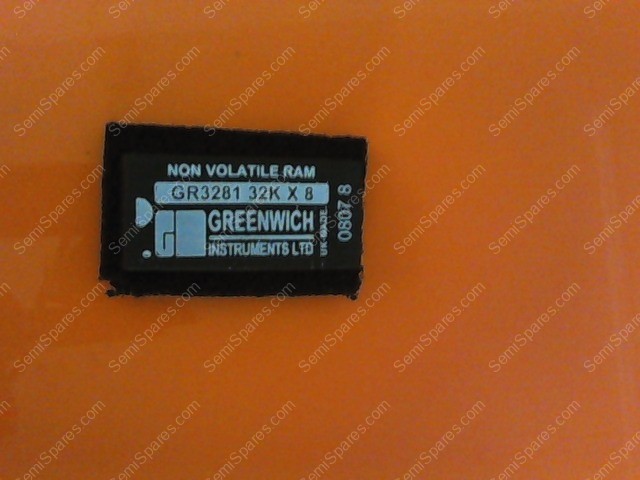 NON VOLATILE RAM
GR3281 32K X 8
G
GREENWICH
INSTRUMENTS LTD
UK MADE
0807 8
SemiSpares.com